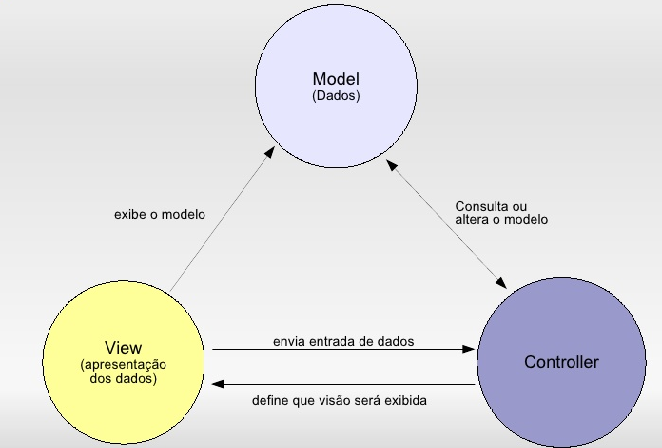 Model
(Dados)
exibe o modelo
Consulta ou
altera o modelo
View
(apresentação
dos dados)
envia entrada de dados
Controller
define que visão será exibida